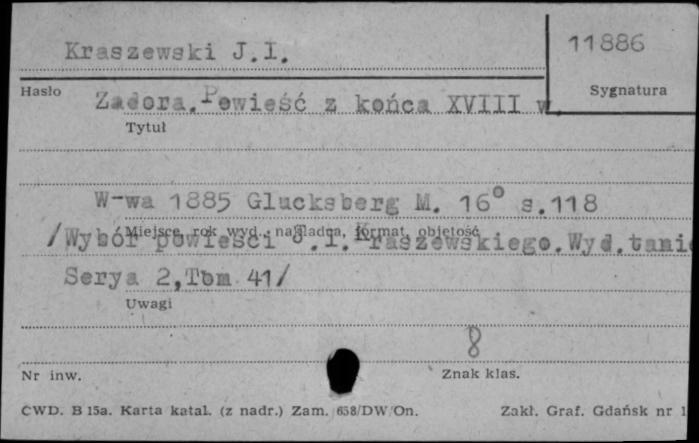 Kraszewski J.I.
11886
Hasło
Sygnatura
Zadora. Powieść z końca XVIII w.
Tytuł
W-wa 1885 Glucksberg M. 16° s.118
Miejsce, rok wyd., nakładca, format, objętość
/Wybór powieści J.I. Kraszewskiego. Wyd. tanie
Serya 2, Tom 41/
Uwagi
8
Nr inw.
Znak klas.
CWD. B 15a. Karta katal. (z nadr.) Zam. 658/DW/On.
Zakł. Graf. Gdańsk nr 1